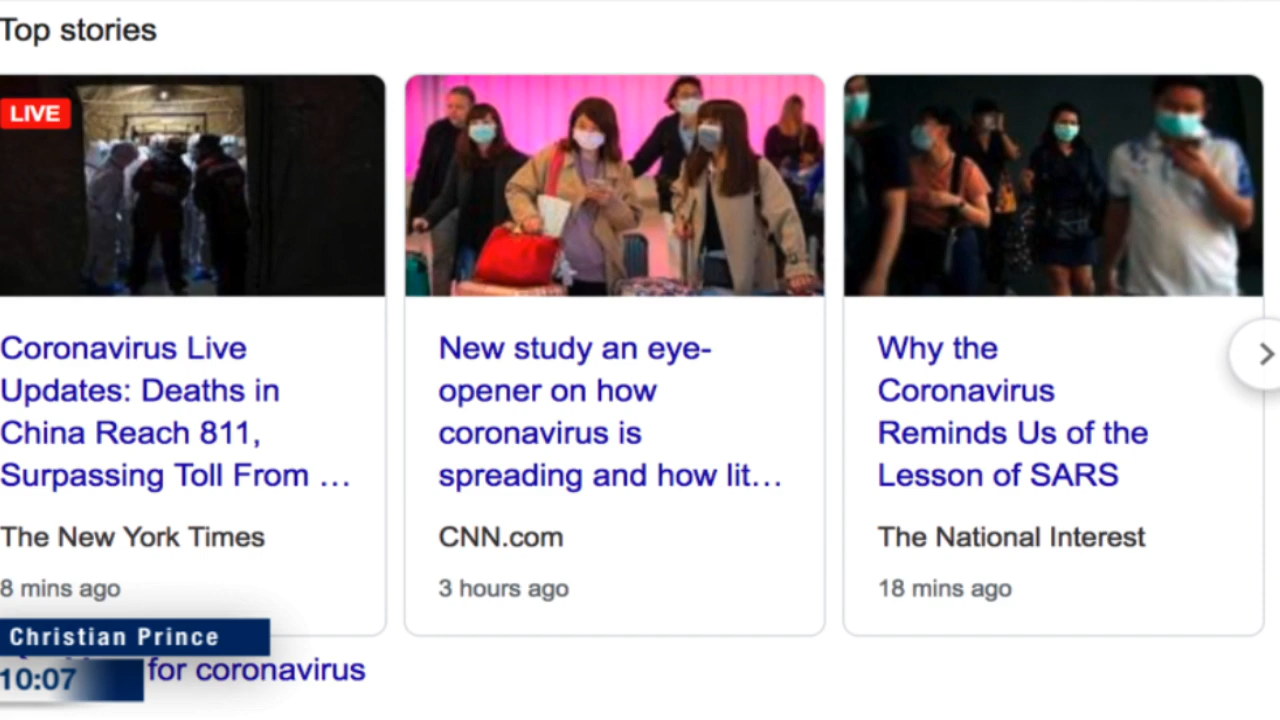 Top stories
LIVE
Coronavirus Live
Updates: Deaths in
China Reach 811,
Surpassing Toll From ...
The New York Times
8 mins ago
New study an eye-
opener on how
coronavirus is
spreading and how lit...
CNN.com
3 hours ago
Why the
Coronavirus
Reminds Us of the
Lesson of SARS
The National Interest
18 mins ago
Christian Prince
for coronavirus
10:07